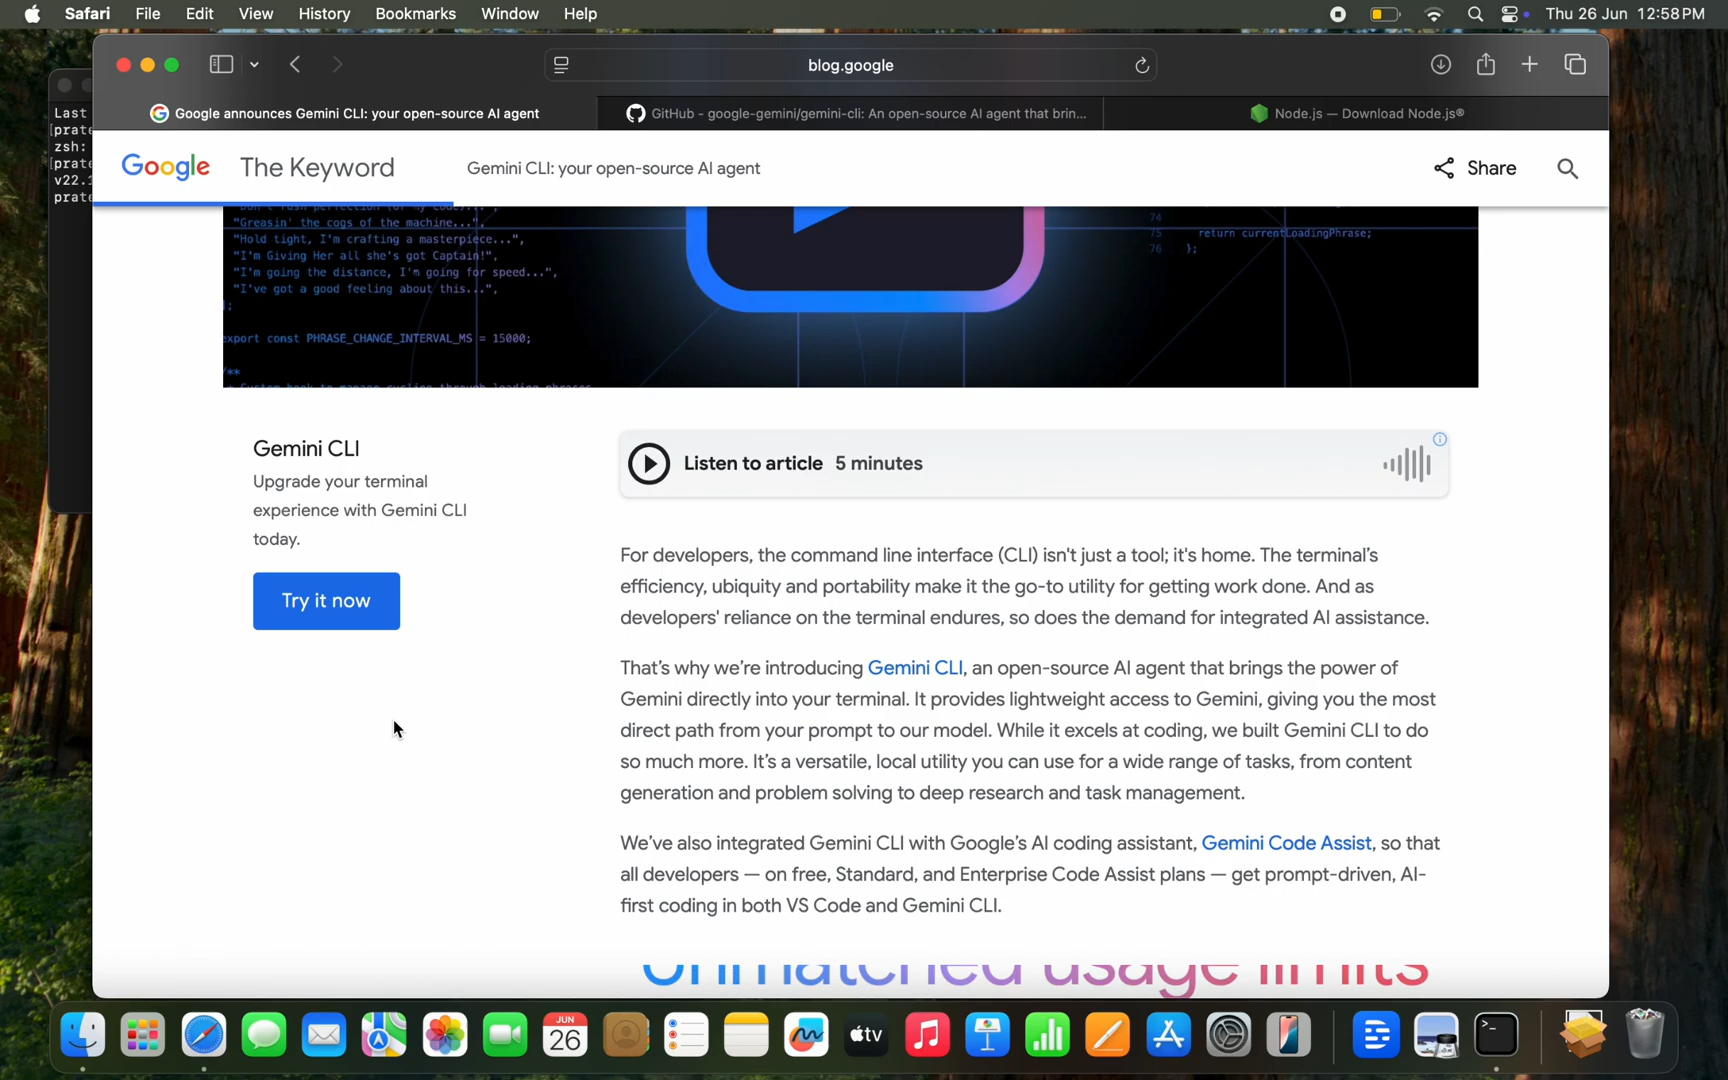 Safari File Edit View History Bookmarks Window Help Thu 26 Jun 12:58 PM
blog.google
Google announces Gemini CLI: your open-source AI agent
GitHub - google-gemini/gemini-cli: An open-source AI agent that brin...
Node.js — Download Node.js®
Last
[prate
zsh:
[prate
v22.1
prate
Google The Keyword Gemini CLI: your open-source AI agent Share
"Greasin' the cogs of the machine...",
"Hold tight, I'm crafting a masterpiece...",
"I'm Giving Her all she's got Captain!",
"I'm going the distance, I'm going for speed...",
"I've got a good feeling about this...",
];
export const PHRASE_CHANGE_INTERVAL_MS = 15000;
/**
74
75 return currentLoadingPhrase;
76 };
Gemini CLI
Upgrade your terminal
experience with Gemini CLI
today.
Try it now
Listen to article 5 minutes
For developers, the command line interface (CLI) isn't just a tool; it's home. The terminal's
efficiency, ubiquity and portability make it the go-to utility for getting work done. And as
developers' reliance on the terminal endures, so does the demand for integrated AI assistance.
That's why we're introducing Gemini CLI, an open-source AI agent that brings the power of
Gemini directly into your terminal. It provides lightweight access to Gemini, giving you the most
direct path from your prompt to our model. While it excels at coding, we built Gemini CLI to do
so much more. It's a versatile, local utility you can use for a wide range of tasks, from content
generation and problem solving to deep research and task management.
We've also integrated Gemini CLI with Google's AI coding assistant, Gemini Code Assist, so that
all developers — on free, Standard, and Enterprise Code Assist plans — get prompt-driven, AI-
first coding in both VS Code and Gemini CLI.
Unmatched usage limits
JUN
26
tv
>_